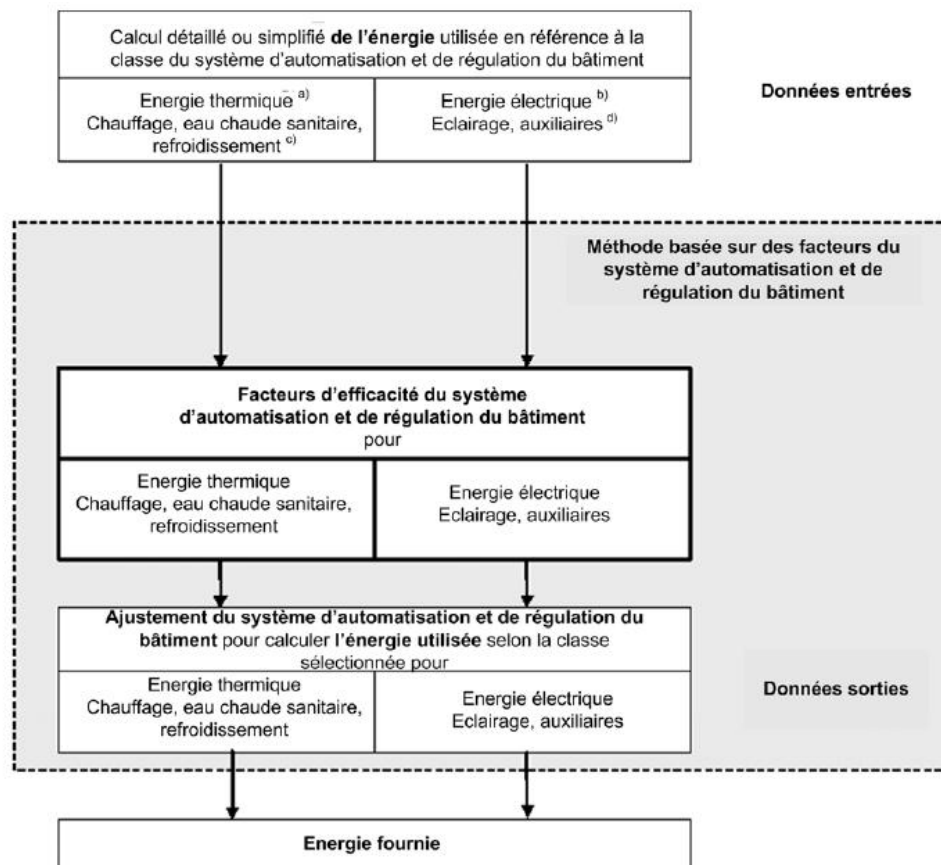 Calcul détaillé ou simplifié de l'énergie utilisée en référence à la
classe du système d'automatisation et de régulation du bâtiment
Energie thermique a)
Chauffage, eau chaude sanitaire,
refroidissement c)
Energie électrique b)
Eclairage, auxiliaires d)
Données entrées
Méthode basée sur des facteurs du
système d'automatisation et de
régulation du bâtiment
Facteurs d'efficacité du système
d'automatisation et de régulation du bâtiment
pour
Energie thermique
Chauffage, eau chaude sanitaire,
refroidissement
Energie électrique
Eclairage, auxiliaires
Ajustement du système d'automatisation et de régulation du
bâtiment pour calculer l'énergie utilisée selon la classe
sélectionnée pour
Energie thermique
Chauffage, eau chaude sanitaire,
refroidissement
Energie électrique
Eclairage, auxiliaires
Données sorties
Energie fournie